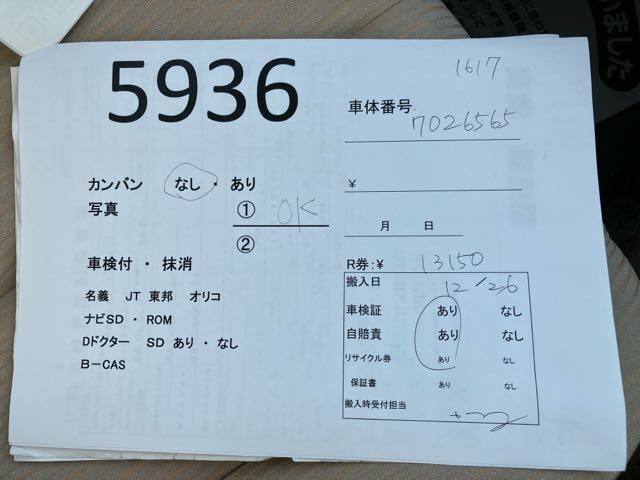 5936
1617
車体番号
7026565
カンバン なし・ あり
¥
写真 ① OK
②
月 日
車検付 ・ 抹消
R券:¥ 13150
名義 JT 東邦 オリコ
ナビSD ・ ROM
Dドクター SD あり ・ なし
B-CAS
搬入日 12/26
車検証 あり なし
自賠責 あり なし
リサイクル券 あり なし
保証書 あり なし
搬入時受付担当
いました